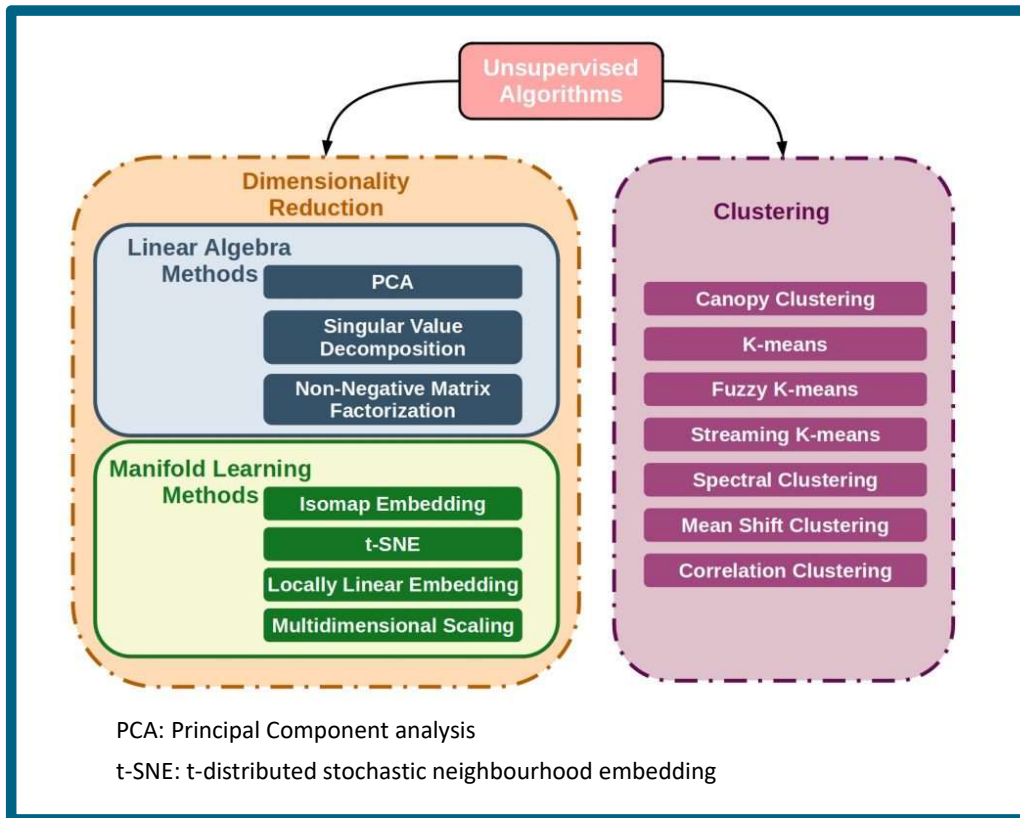 Unsupervised
Algorithms
Dimensionality
Reduction
Linear Algebra
Methods
PCA
Singular Value
Decomposition
Non-Negative Matrix
Factorization
Manifold Learning
Methods
Isomap Embedding
t-SNE
Locally Linear Embedding
Multidimensional Scaling
Clustering
Canopy Clustering
K-means
Fuzzy K-means
Streaming K-means
Spectral Clustering
Mean Shift Clustering
Correlation Clustering
PCA: Principal Component analysis
t-SNE: t-distributed stochastic neighbourhood embedding